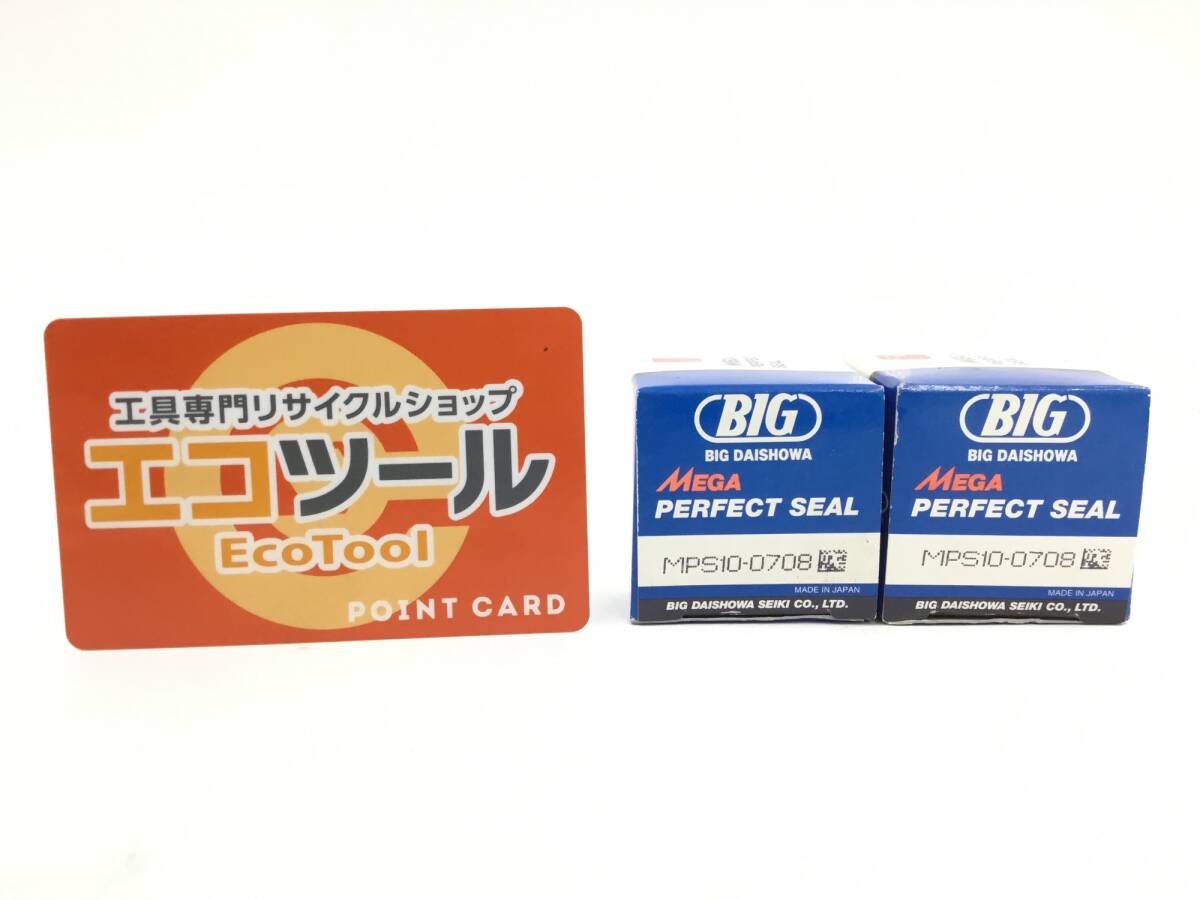 工具専門リサイクルショップ
エコツール
EcoTool
POINT CARD
BIG
BIG DAISHOWA
MEGA
PERFECT SEAL
MPS10-0708
MADE IN JAPAN
BIG DAISHOWA SEIKI CO., LTD.
BIG
BIG DAISHOWA
MEGA
PERFECT SEAL
MPS10-0708
MADE IN JAPAN
BIG DAISHOWA SEIKI CO., LTD.